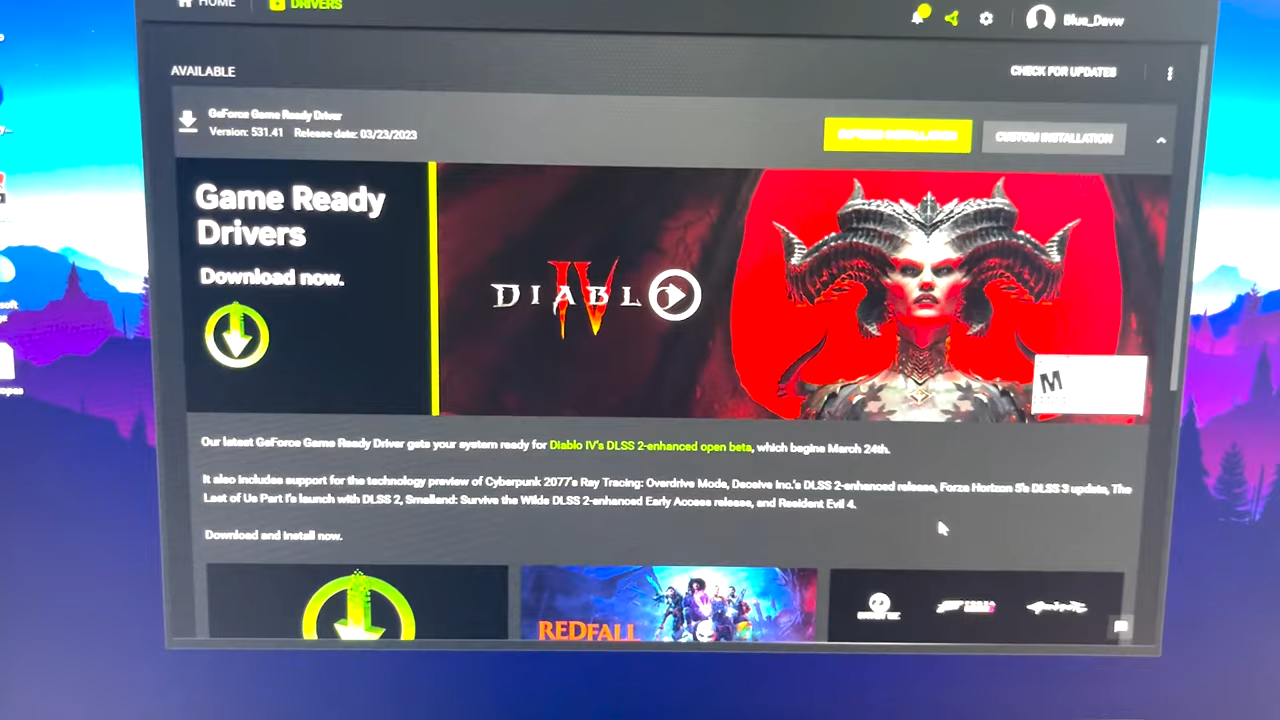 HOME
DRIVERS
Blue_Davw
AVAILABLE
CHECK FOR UPDATES
GeForce Game Ready Driver
Version: 531.41 Release date: 03/23/2023
EXPRESS INSTALLATION
CUSTOM INSTALLATION
Game Ready
Drivers
Download now.
DIABLO
IV
M
Our latest GeForce Game Ready Driver gets your system ready for Diablo IV's DLSS 2-enhanced open beta, which begins March 24th.
It also includes support for the technology preview of Cyberpunk 2077's Ray Tracing: Overdrive Mode, Deceive Inc.'s DLSS 2-enhanced release, Forza Horizon 5's DLSS 3 update, The
Last of Us Part I's launch with DLSS 2, Smalland: Survive the Wilds DLSS 2-enhanced Early Access release, and Resident Evil 4.
Download and install now.
REDFALL